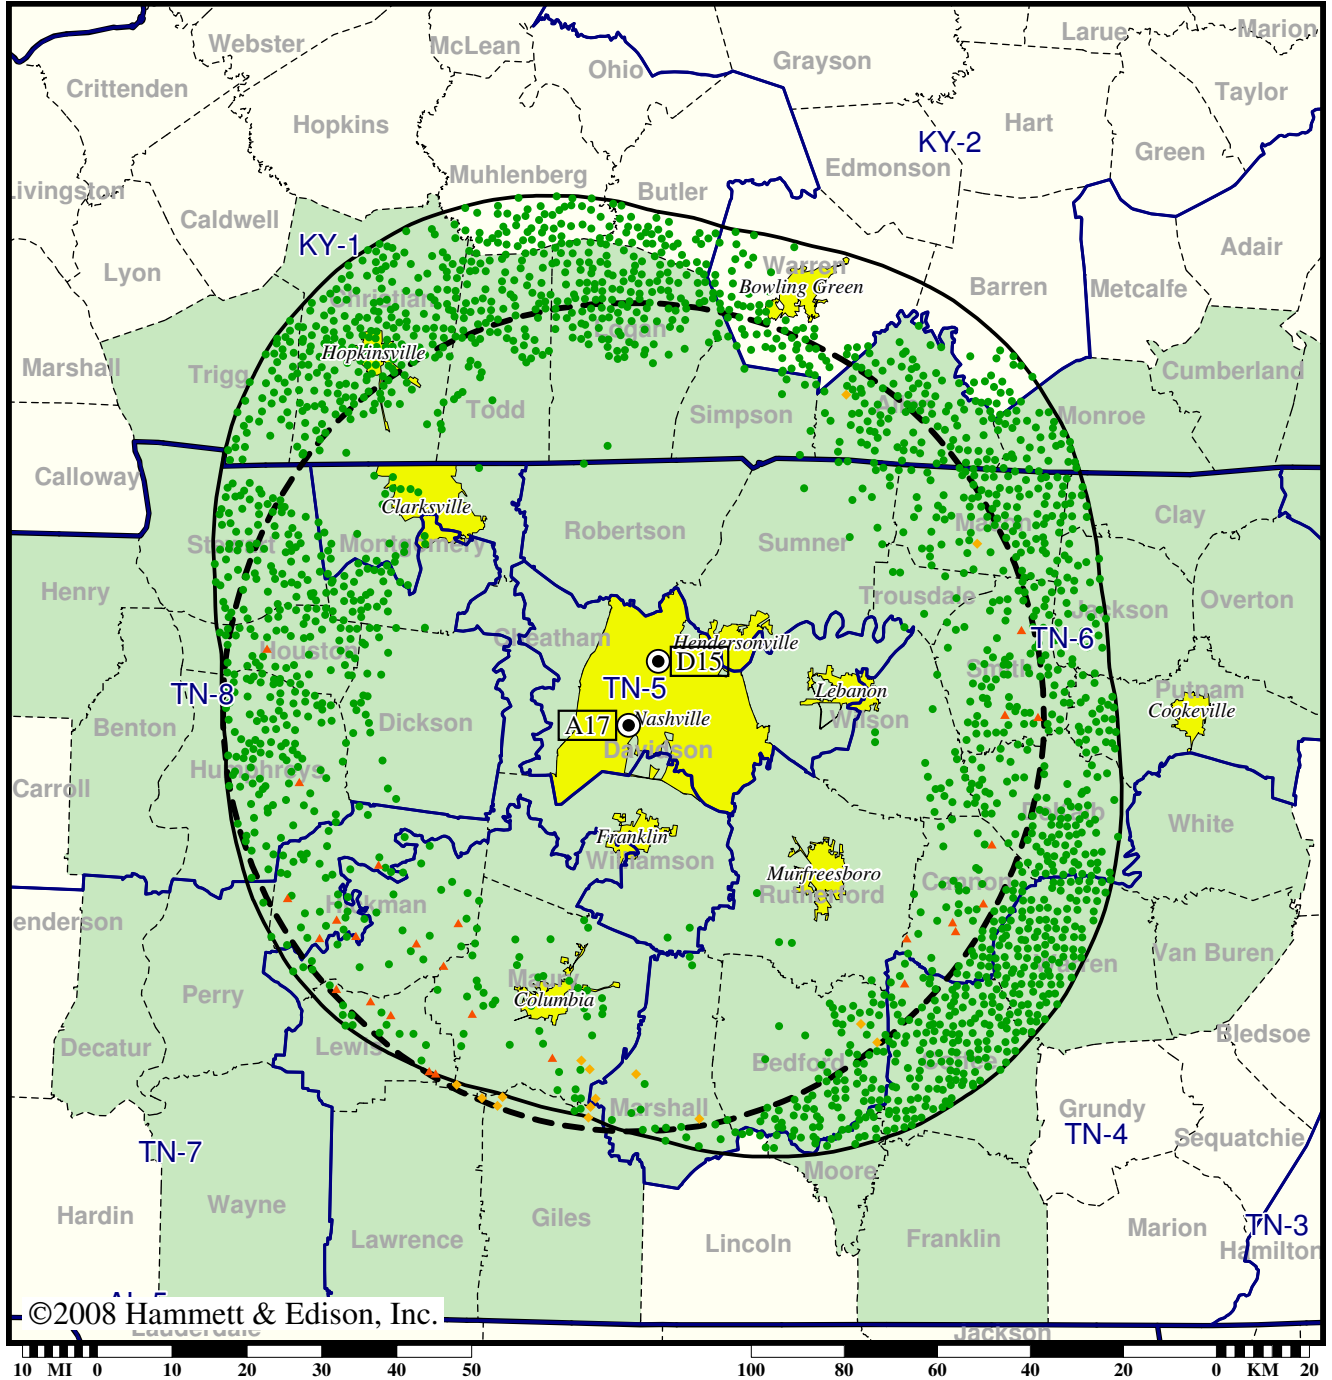 Webster
McLean
Larue
Marion
Ohio
Grayson
Crittenden
Taylor
Hopkins
Hart
KY-2
Green
Muhlenberg
Edmonson
Livingston
Butler
Caldwell
KY-1
Adair
Lyon
Warren
Bowling Green
Barren
Metcalfe
Christian
Logan
Hopkinsville
Marshall
Trigg
Cumberland
Todd
Simpson
Allen
Monroe
Calloway
Clarksville
Clay
Robertson
Macon
Stewart
Montgomery
Sumner
Henry
Trousdale
Overton
Jackson
Cheatham
Hendersonville
TN-6
Houston
D15
Smith
TN-8
TN-5
Lebanon
Putnam
Cookeville
A17
Nashville
Wilson
Benton
Dickson
Davidson
Humphreys
Carroll
DeKalb
White
Franklin
Williamson
Murfreesboro
Rutherford
Cannon
Hickman
enderson
Van Buren
Warren
Maury
Columbia
Perry
Bledsoe
Decatur
Lewis
Bedford
Coffee
Marshall
Grundy
TN-4
Sequatchie
TN-7
Moore
Wayne
Hardin
Giles
Marion
TN-3
Lawrence
Lincoln
Franklin
Hamilton
©2008 Hammett & Edison, Inc.
Lauderdale
Jackson
10 MI 0 10 20 30 40 50
100 80 60 40 20 0 KM 20